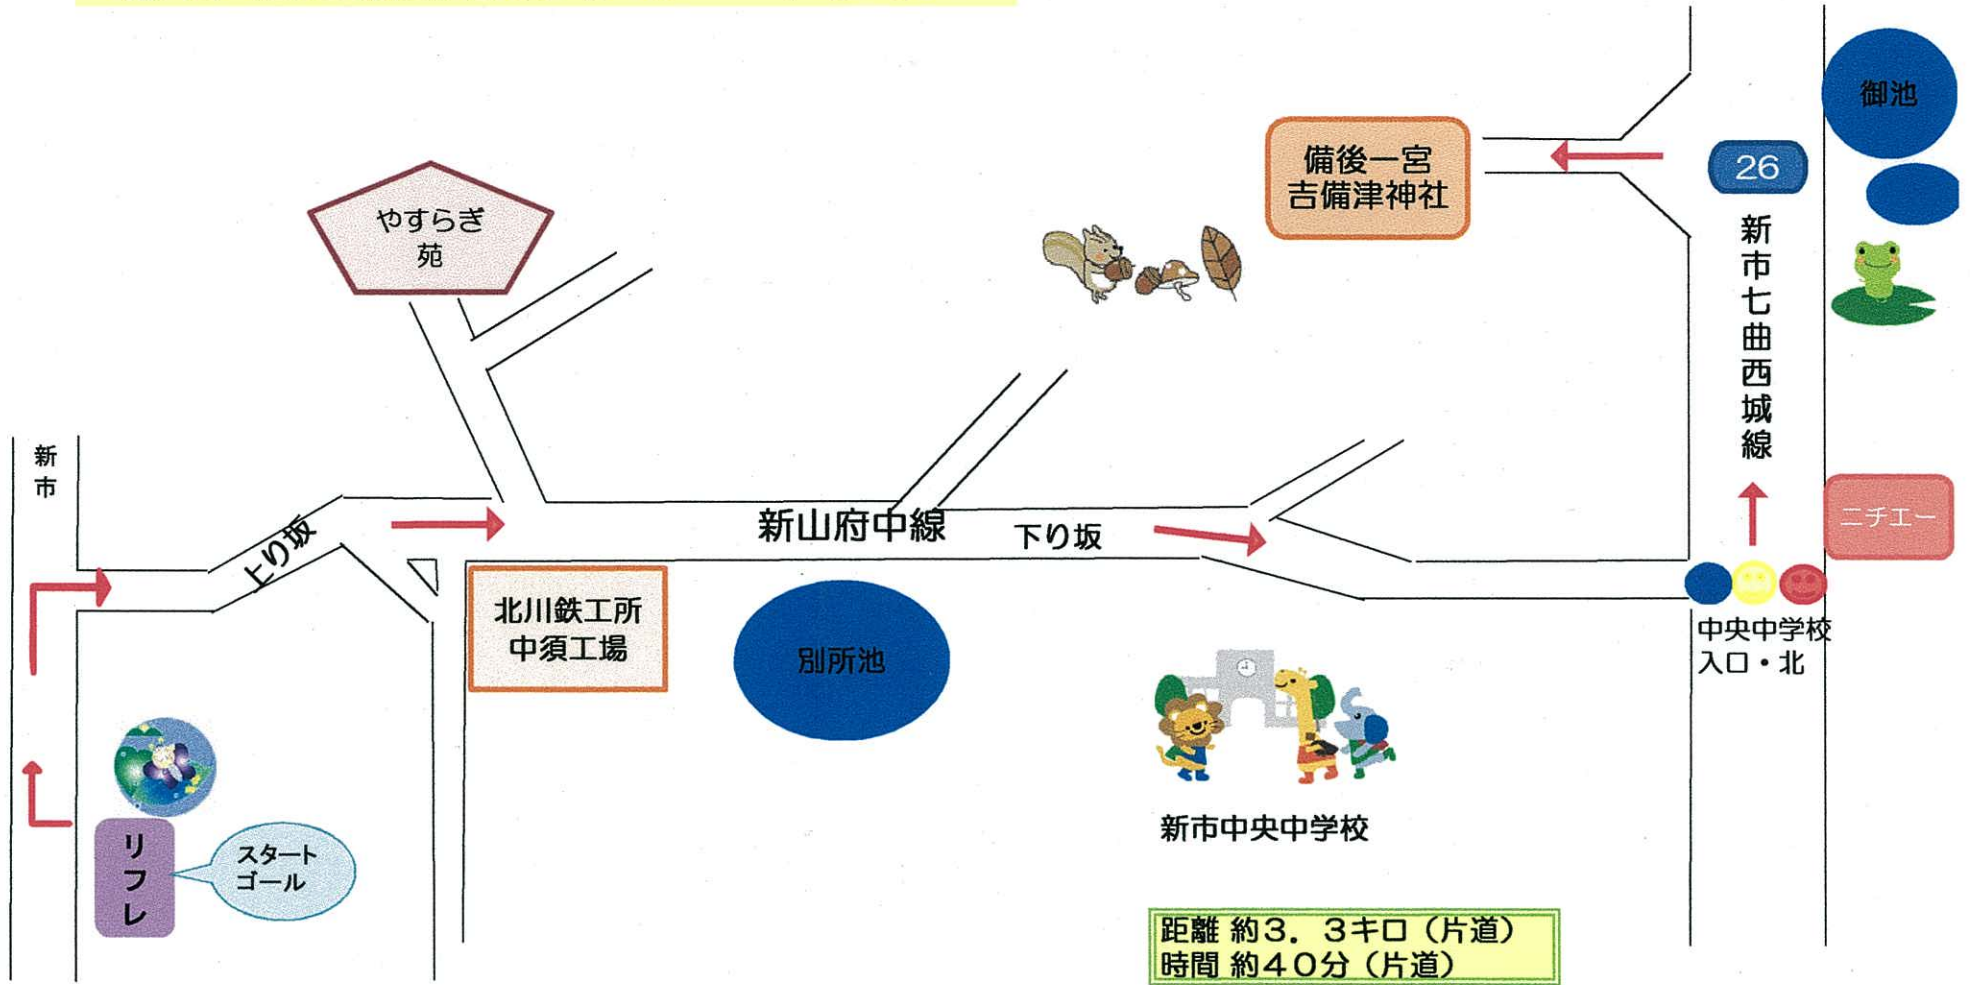 御池
備後一宮
吉備津神社
26
新市七曲西城線
やすらぎ
苑
新
市
上り坂
新山府中線
下り坂
ニチエー
北川鉄工所
中須工場
別所池
中央中学校
入口・北
新市中央中学校
リフレ
スタート
ゴール
距離 約3.3キロ（片道）
時間 約40分（片道）